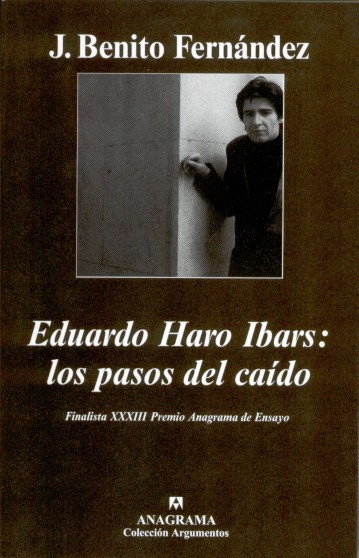 J. Benito Fernández
Eduardo Haro Ibars:
los pasos del caído
Finalista XXXIII Premio Anagrama de Ensayo
ANAGRAMA
Colección Argumentos